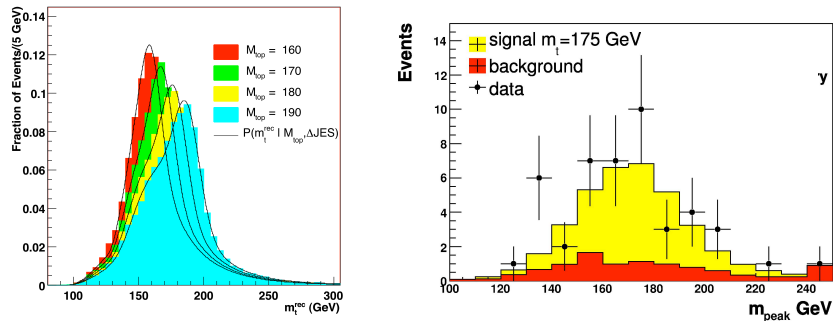 Fraction of Events/(5 GeV)
0.14
0.12
0.1
0.08
0.06
0.04
0.02
0
M_top = 160
M_top = 170
M_top = 180
M_top = 190
P(m_t^rec | M_top, ΔJES)
100 150 200 250 300
m_t^rec (GeV)
Events
14
12
10
8
6
4
2
0
signal m_t=175 GeV
background
data
γ
100 120 140 160 180 200 220 240
m_peak GeV